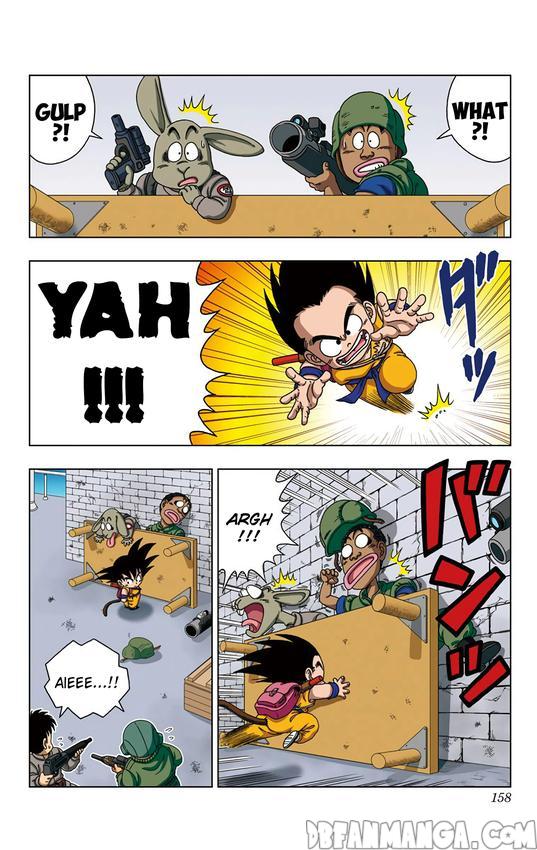 GULP
?!
WHAT
?!
YAH
!!!
ダッ
ARGH
!!!
バンッ
AIEEE...!!
158
DBFANMANGA.COM